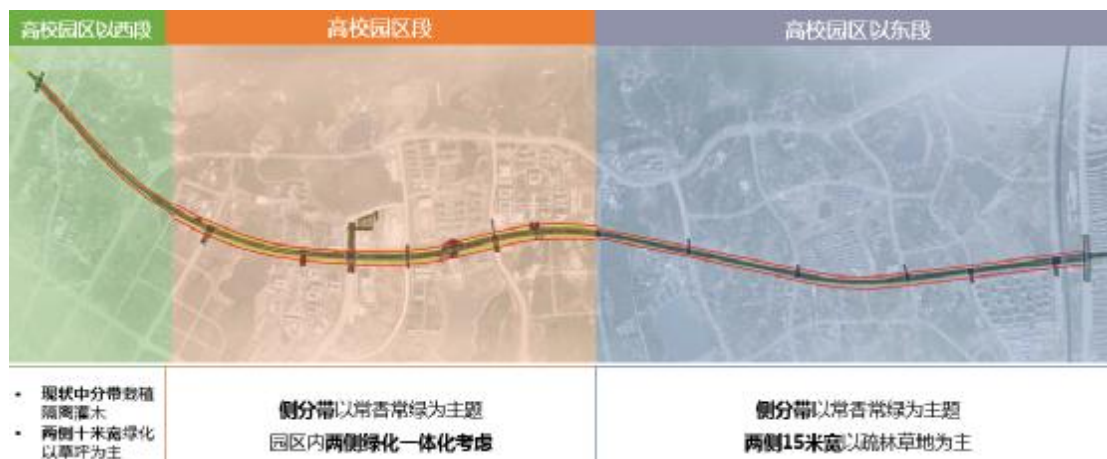 高校园区以西段
高校园区段
高校园区以东段
• 现状中分带栽植
隔离灌木
• 两侧十米宽绿化
以草坪为主
侧分带以常香常绿为主题
园区内两侧绿化一体化考虑
侧分带以常香常绿为主题
两侧15米宽以疏林草地为主